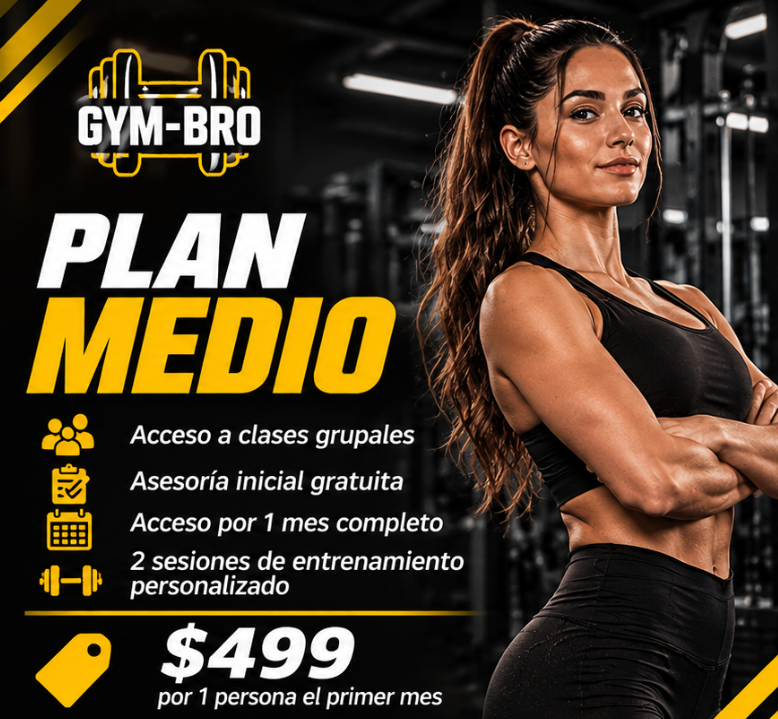 GYM-BRO
PLAN
MEDIO
Acceso a clases grupales
Asesoría inicial gratuita
Acceso por 1 mes completo
2 sesiones de entrenamiento
personalizado
$499
por 1 persona el primer mes